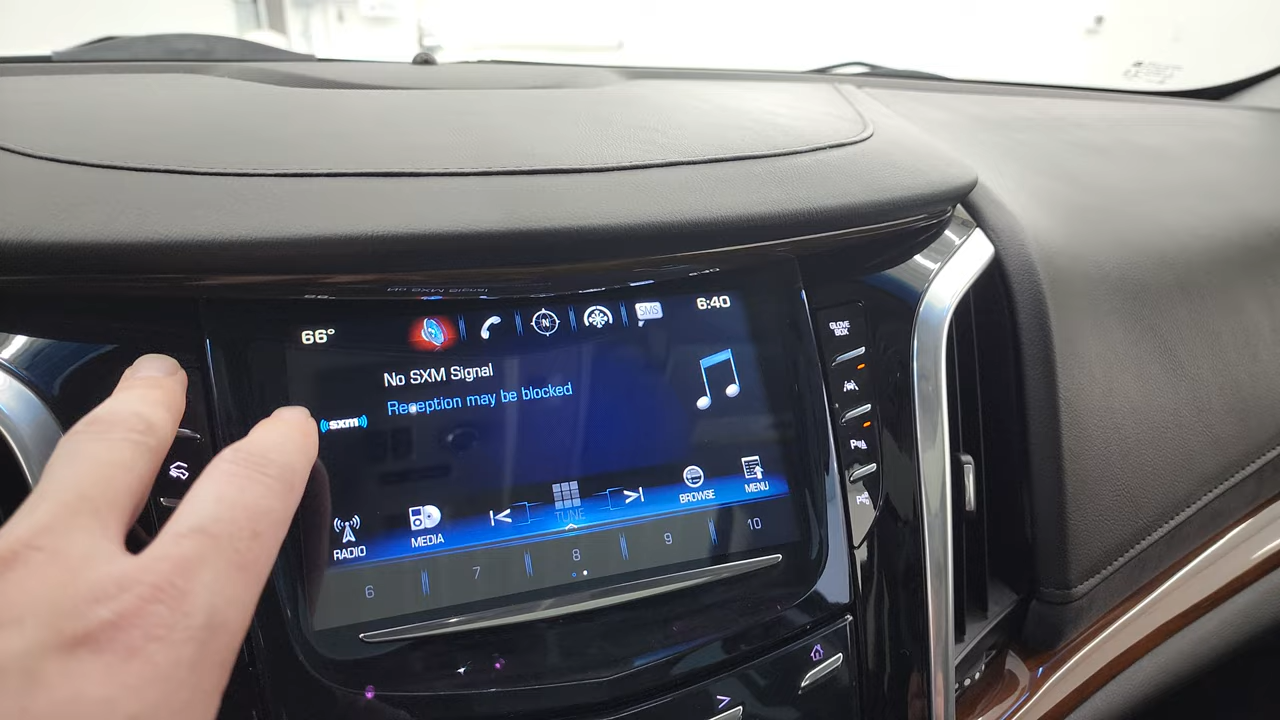 66°
N
SMS
6:40
No SXM Signal
Reception may be blocked
((sxm))
RADIO
MEDIA
TUNE
BROWSE
MENU
6
7
8
9
10
GLOVE
BOX
P